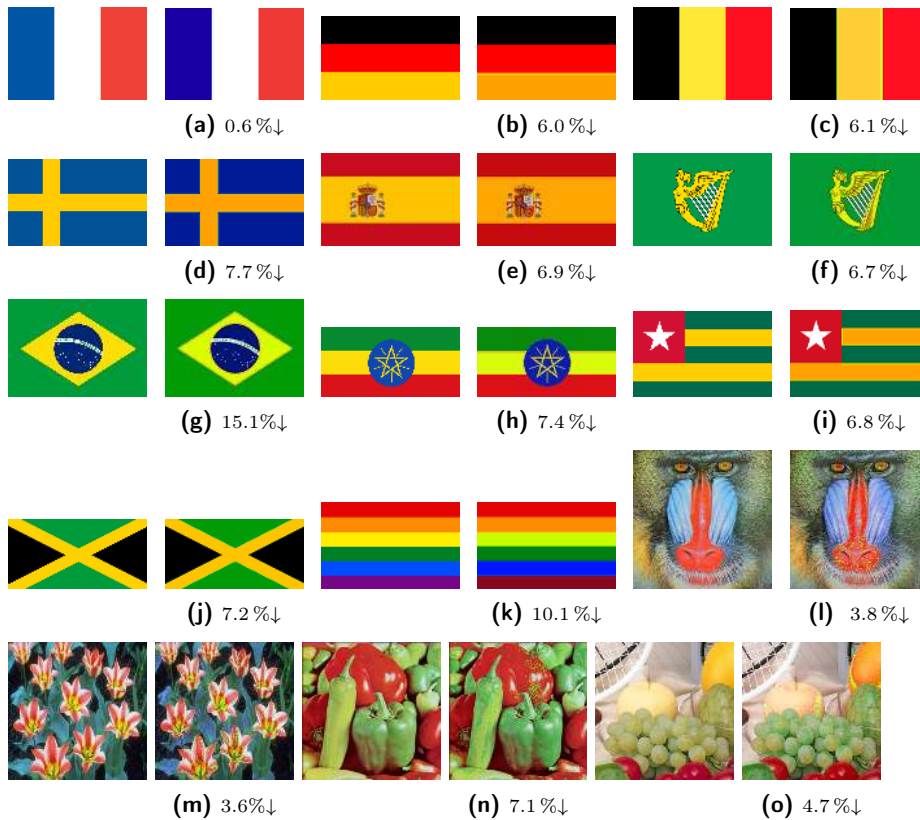 (a) 0.6 %↓ (b) 6.0 %↓ (c) 6.1 %↓
(d) 7.7 %↓ (e) 6.9 %↓ (f) 6.7 %↓
(g) 15.1%↓ (h) 7.4 %↓ (i) 6.8 %↓
(j) 7.2 %↓ (k) 10.1 %↓ (l) 3.8 %↓
(m) 3.6%↓ (n) 7.1 %↓ (o) 4.7 %↓